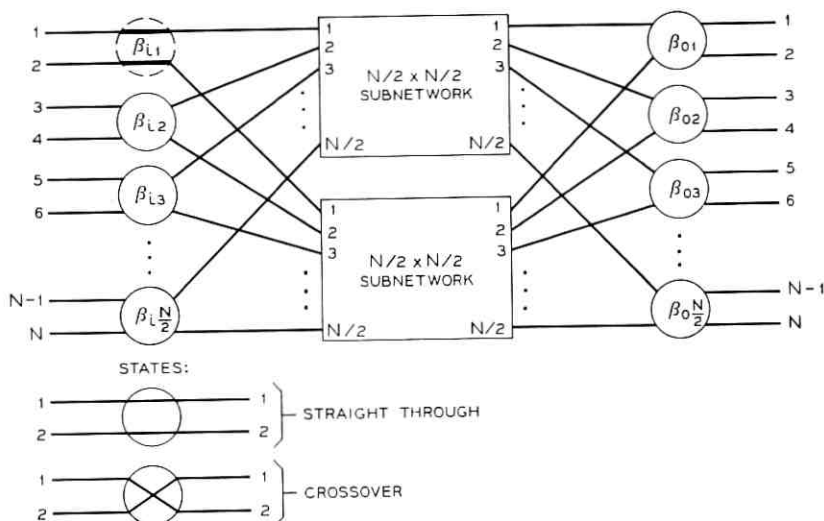 1
2
3
4
5
6
N-1
N
βi1
βi2
βi3
βi N/2
1
2
3
N/2
N/2 x N/2
SUBNETWORK
1
2
3
N/2
1
2
3
N/2
N/2 x N/2
SUBNETWORK
1
2
3
N/2
βo1
βo2
βo3
βo N/2
1
2
3
4
5
6
N-1
N
STATES:
1 1
2 2
STRAIGHT THROUGH
1 1
2 2
CROSSOVER